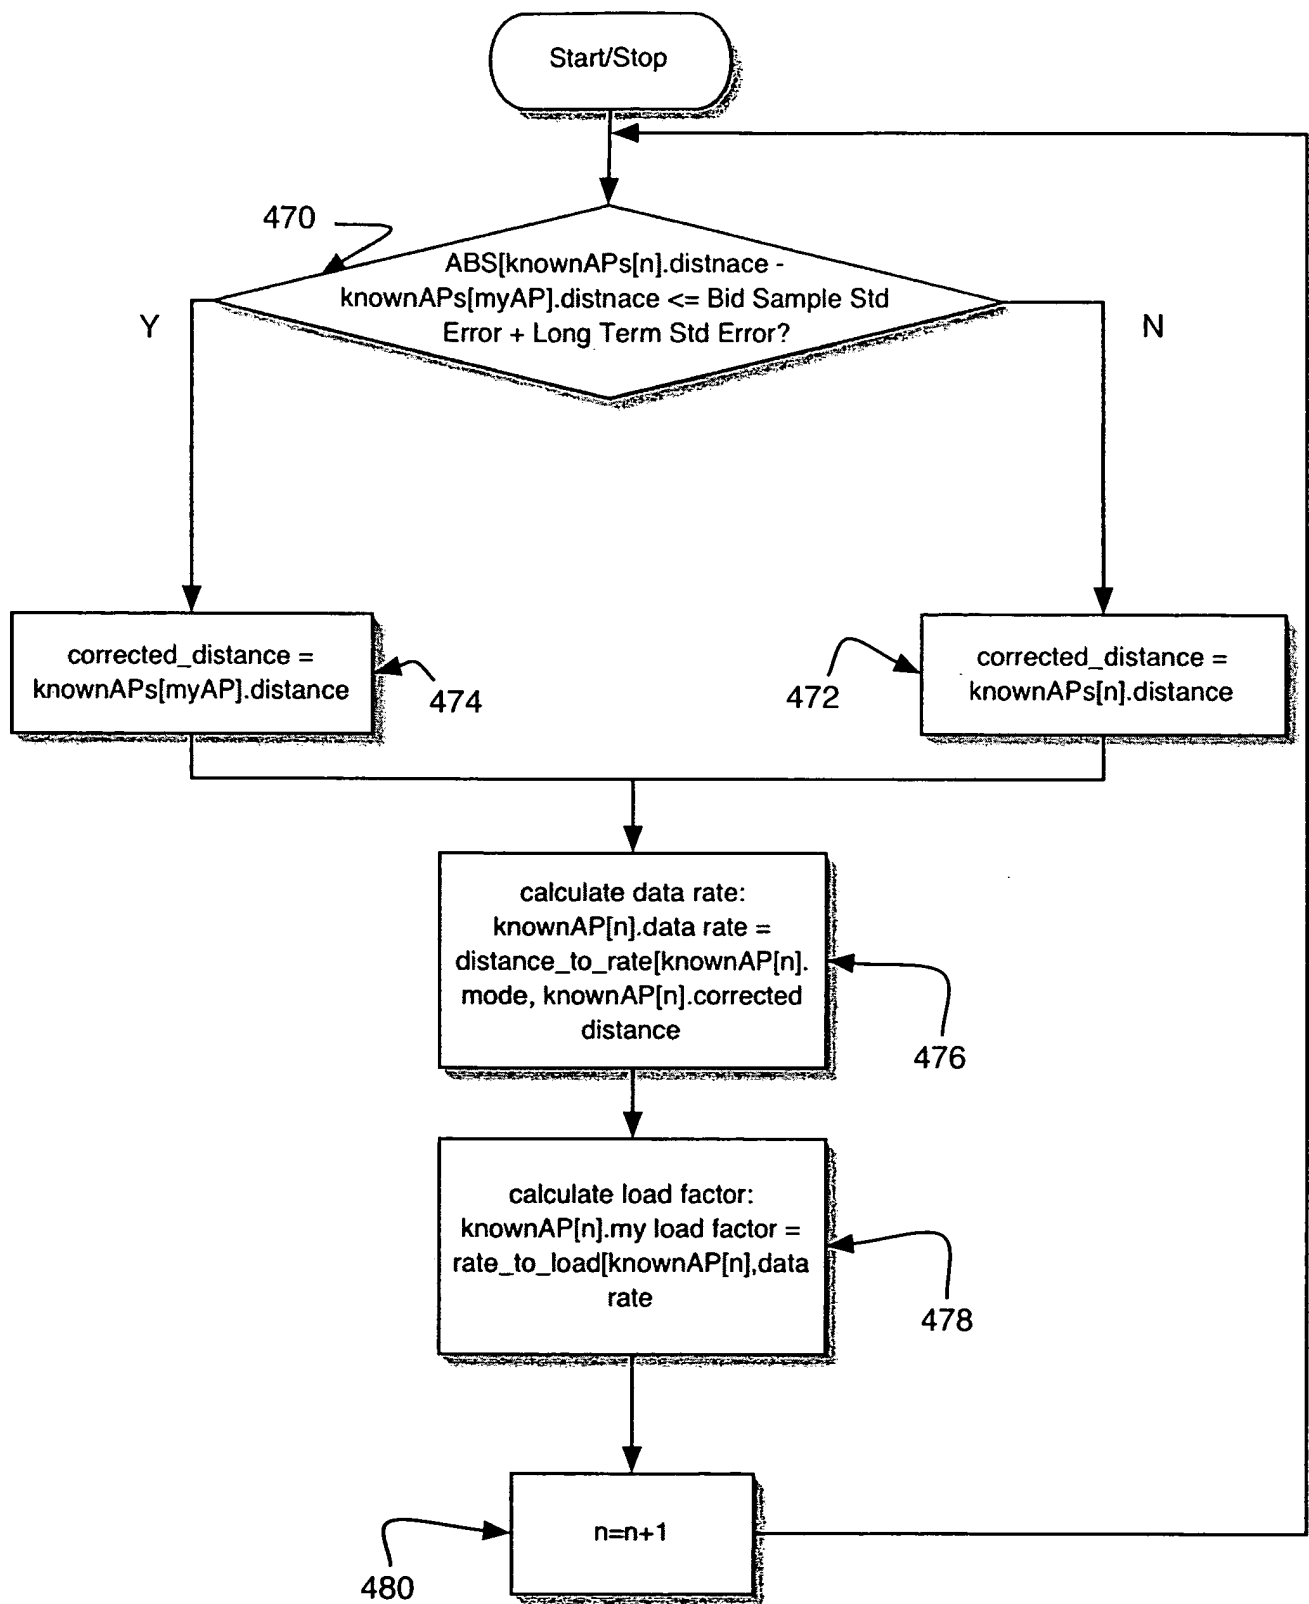 Start/Stop
470
ABS[knownAPs[n].distnace -
knownAPs[myAP].distnace <= Bid Sample Std
Error + Long Term Std Error?
Y
N
corrected_distance =
knownAPs[myAP].distance
474
472
corrected_distance =
knownAPs[n].distance
calculate data rate:
knownAP[n].data rate =
distance_to_rate[knownAP[n].
mode, knownAP[n].corrected
distance
476
calculate load factor:
knownAP[n].my load factor =
rate_to_load[knownAP[n],data
rate
478
n=n+1
480